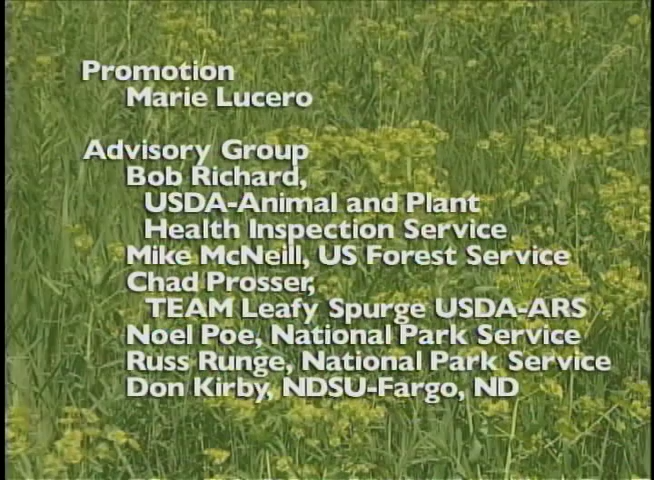 Promotion
Marie Lucero
Advisory Group
Bob Richard,
USDA-Animal and Plant
Health Inspection Service
Mike McNeill, US Forest Service
Chad Prosser,
TEAM Leafy Spurge USDA-ARS
Noel Poe, National Park Service
Russ Runge, National Park Service
Don Kirby, NDSU-Fargo, ND